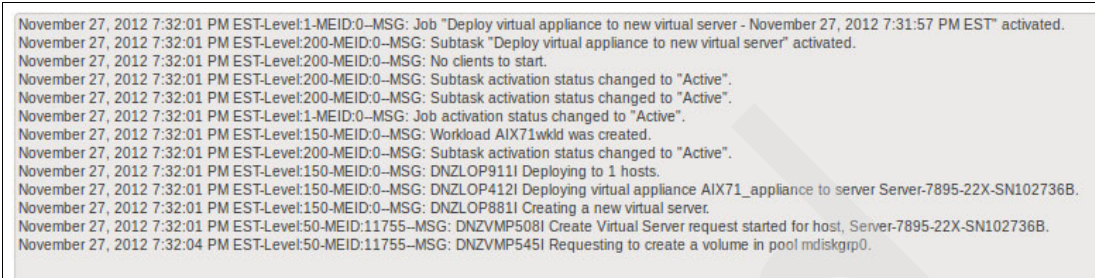 November 27, 2012 7:32:01 PM EST-Level:1-MEID:0--MSG: Job "Deploy virtual appliance to new virtual server - November 27, 2012 7:31:57 PM EST" activated.
November 27, 2012 7:32:01 PM EST-Level:200-MEID:0--MSG: Subtask "Deploy virtual appliance to new virtual server" activated.
November 27, 2012 7:32:01 PM EST-Level:200-MEID:0--MSG: No clients to start.
November 27, 2012 7:32:01 PM EST-Level:200-MEID:0--MSG: Subtask activation status changed to "Active".
November 27, 2012 7:32:01 PM EST-Level:200-MEID:0--MSG: Subtask activation status changed to "Active".
November 27, 2012 7:32:01 PM EST-Level:1-MEID:0--MSG: Job activation status changed to "Active".
November 27, 2012 7:32:01 PM EST-Level:150-MEID:0--MSG: Workload AIX71wkld was created.
November 27, 2012 7:32:01 PM EST-Level:200-MEID:0--MSG: Subtask activation status changed to "Active".
November 27, 2012 7:32:01 PM EST-Level:150-MEID:0--MSG: DNZLOP911I Deploying to 1 hosts.
November 27, 2012 7:32:01 PM EST-Level:150-MEID:0--MSG: DNZLOP412I Deploying virtual appliance AIX71_appliance to server Server-7895-22X-SN102736B.
November 27, 2012 7:32:01 PM EST-Level:150-MEID:0--MSG: DNZLOP881I Creating a new virtual server.
November 27, 2012 7:32:01 PM EST-Level:50-MEID:11755--MSG: DNZVMP508I Create Virtual Server request started for host, Server-7895-22X-SN102736B.
November 27, 2012 7:32:04 PM EST-Level:50-MEID:11755--MSG: DNZVMP545I Requesting to create a volume in pool mdiskgrp0.